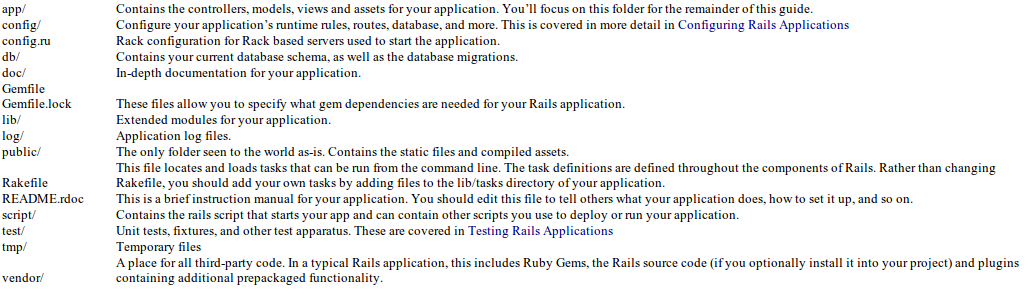 app/ Contains the controllers, models, views and assets for your application. You’ll focus on this folder for the remainder of this guide.
config/ Configure your application’s runtime rules, routes, database, and more. This is covered in more detail in Configuring Rails Applications
config.ru Rack configuration for Rack based servers used to start the application.
db/ Contains your current database schema, as well as the database migrations.
doc/ In-depth documentation for your application.
Gemfile
Gemfile.lock These files allow you to specify what gem dependencies are needed for your Rails application.
lib/ Extended modules for your application.
log/ Application log files.
public/ The only folder seen to the world as-is. Contains the static files and compiled assets.
This file locates and loads tasks that can be run from the command line. The task definitions are defined throughout the components of Rails. Rather than changing
Rakefile Rakefile, you should add your own tasks by adding files to the lib/tasks directory of your application.
README.rdoc This is a brief instruction manual for your application. You should edit this file to tell others what your application does, how to set it up, and so on.
script/ Contains the rails script that starts your app and can contain other scripts you use to deploy or run your application.
test/ Unit tests, fixtures, and other test apparatus. These are covered in Testing Rails Applications
tmp/ Temporary files
A place for all third-party code. In a typical Rails application, this includes Ruby Gems, the Rails source code (if you optionally install it into your project) and plugins
vendor/ containing additional prepackaged functionality.